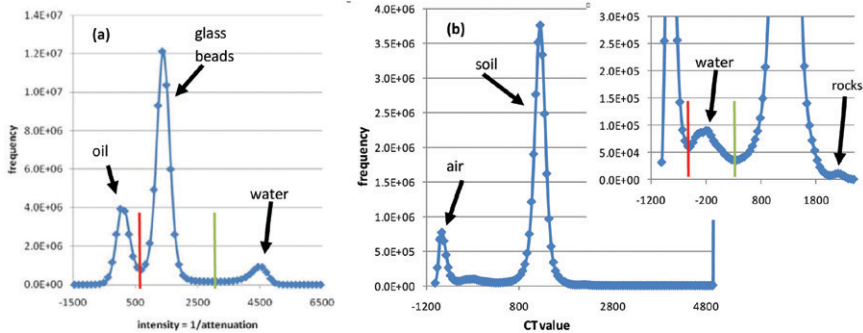 (a)
glass
beads
oil
water
frequency
1.4E+07
1.2E+07
1.0E+07
8.0E+06
6.0E+06
4.0E+06
2.0E+06
0.0E+00
-1500 500 2500 4500 6500
intensity = 1/attenuation
(b)
soil
air
frequency
4.0E+06
3.5E+06
3.0E+06
2.5E+06
2.0E+06
1.5E+06
1.0E+06
5.0E+05
0.0E+00
-1200 800 2800 4800
CT value
water
rocks
3.0E+05
2.5E+05
2.0E+05
1.5E+05
1.0E+05
5.0E+04
0.0E+00
-1200 -200 800 1800